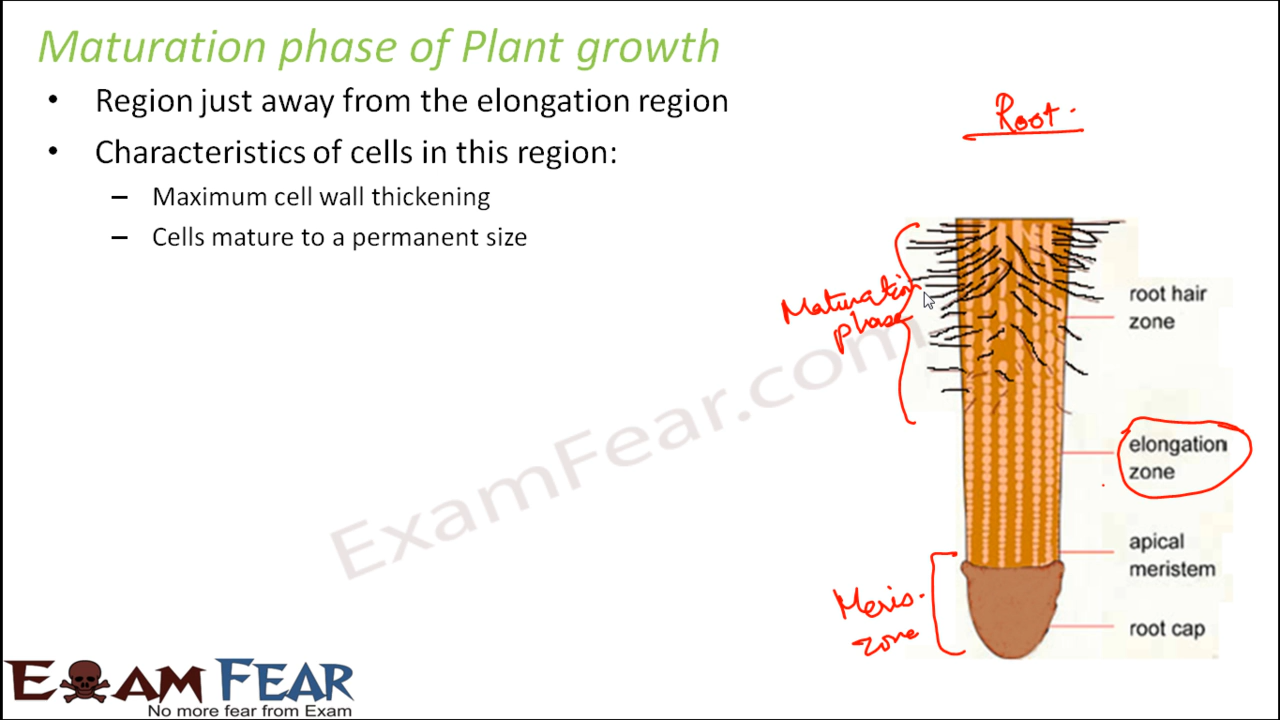 Maturation phase of Plant growth
• Region just away from the elongation region
• Characteristics of cells in this region:
– Maximum cell wall thickening
– Cells mature to a permanent size
Root.
Maturation
phase
root hair
zone
elongation
zone
apical
meristem
Meris.
zone
root cap
ExamFear.com
EXAM FEAR
No more fear from Exam